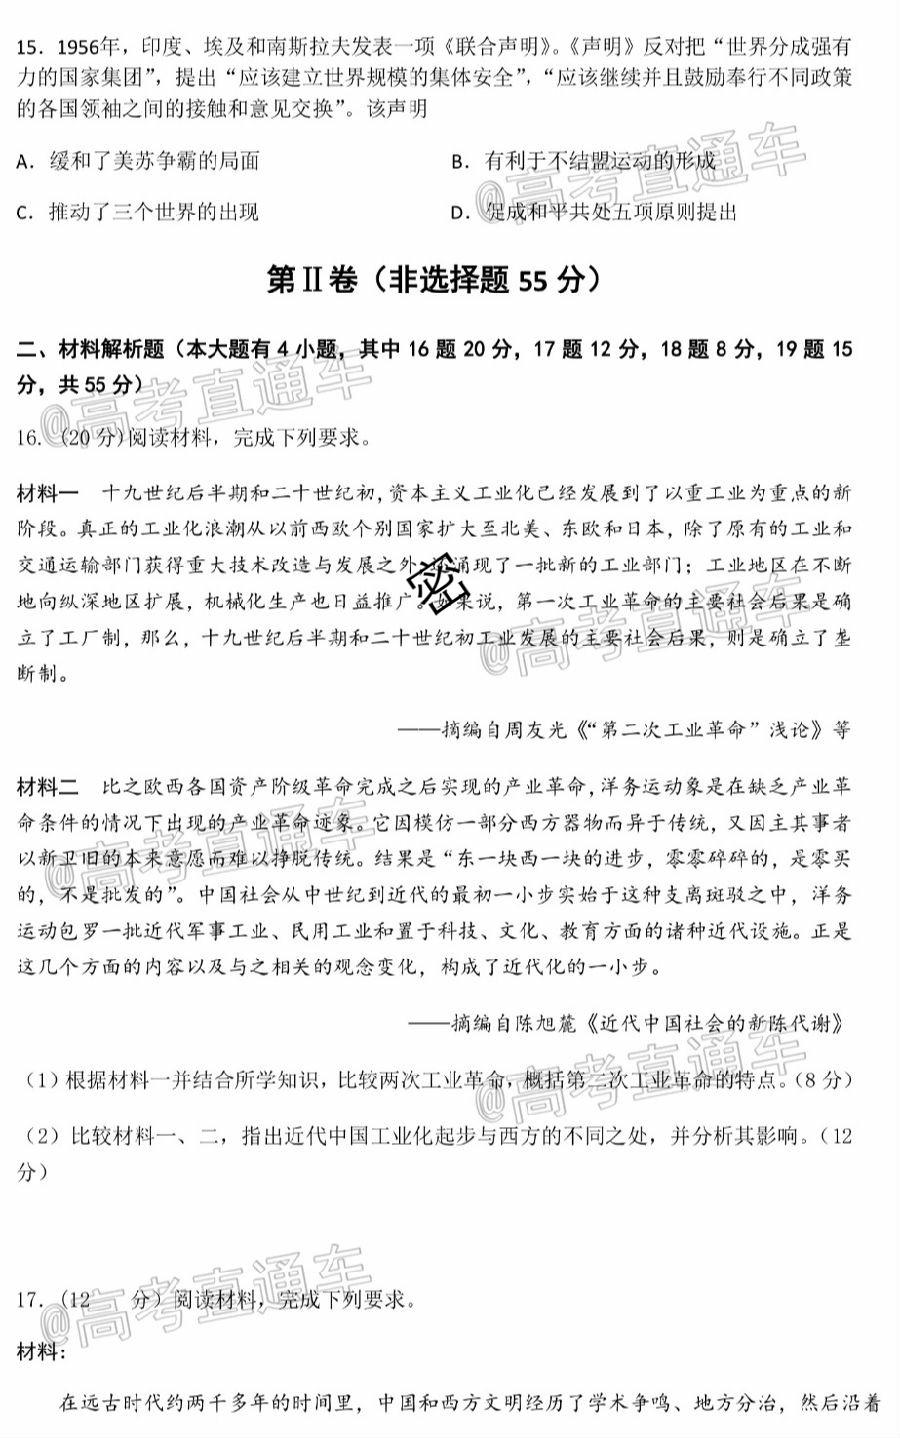 15. 1956年，印度、埃及和南斯拉夫发表一项《联合声明》。《声明》反对把“世界分成强有
力的国家集团”，提出“应该建立世界规模的集体安全”，“应该继续并且鼓励奉行不同政策
的各国领袖之间的接触和意见交换”。该声明
A. 缓和了美苏争霸的局面 B. 有利于不结盟运动的形成
C. 推动了三个世界的出现 D. 促成和平共处五项原则提出
第Ⅱ卷（非选择题 55 分）
二、材料解析题（本大题有 4 小题，其中 16 题 20 分，17 题 12 分，18 题 8 分，19 题 15
分，共 55 分）
16. (20 分)阅读材料，完成下列要求。
材料一 十九世纪后半期和二十世纪初，资本主义工业化已经发展到了以重工业为重点的新
阶段。真正的工业化浪潮从以前西欧个别国家扩大至北美、东欧和日本，除了原有的工业和
交通运输部门获得重大技术改造与发展之外，还涌现了一批新的工业部门；工业地区在不断
地向纵深地区扩展，机械化生产也日益推广。如果说，第一次工业革命的主要社会后果是确
立了工厂制，那么，十九世纪后半期和二十世纪初工业发展的主要社会后果，则是确立了垄
断制。
——摘编自周友光《“第二次工业革命”浅论》等
材料二 比之欧西各国资产阶级革命完成之后实现的产业革命，洋务运动象是在缺乏产业革
命条件的情况下出现的产业革命迹象。它因模仿一部分西方器物而异于传统，又因主其事者
以新卫旧的本来意愿而难以挣脱传统。结果是“东一块西一块的进步，零零碎碎的，是零买
的，不是批发的”。中国社会从中世纪到近代的最初一小步实始于这种支离斑驳之中，洋务
运动包罗一批近代军事工业、民用工业和置于科技、文化、教育方面的诸种近代设施。正是
这几个方面的内容以及与之相关的观念变化，构成了近代化的一小步。
——摘编自陈旭麓《近代中国社会的新陈代谢》
（1）根据材料一并结合所学知识，比较两次工业革命，概括第二次工业革命的特点。（8 分）
（2）比较材料一、二，指出近代中国工业化起步与西方的不同之处，并分析其影响。（12
分）
17. (12 分）阅读材料，完成下列要求。
材料：
在远古时代约两千多年的时间里，中国和西方文明经历了学术争鸣、地方分治，然后沿着
密
@高考直通车
@高考直通车
@高考直通车
@高考直通车
@高考直通车
@高考直通车